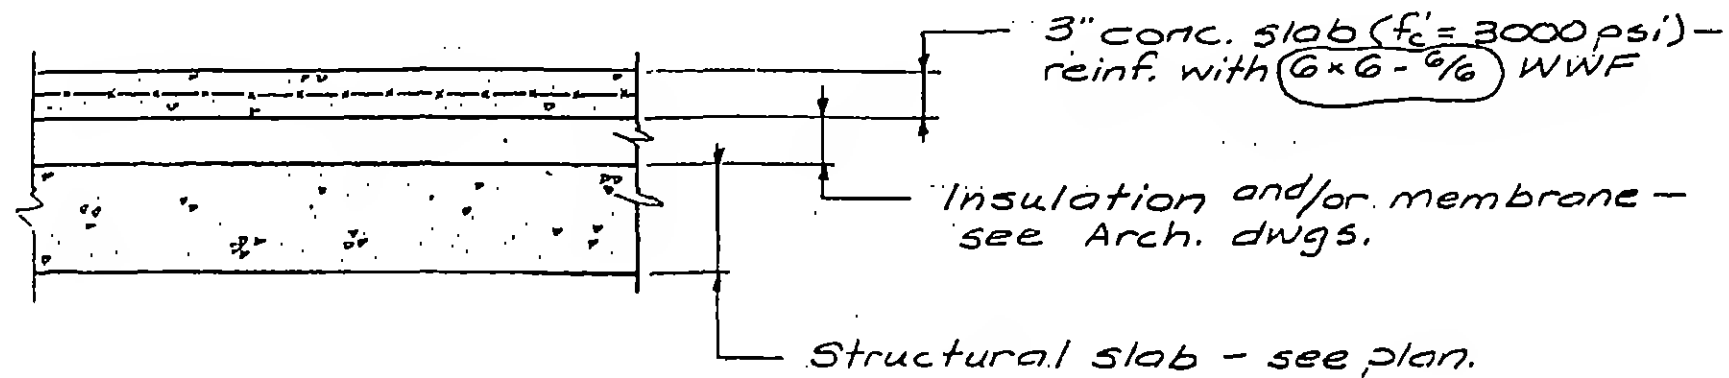 3" conc. slab (f'c = 3000 psi) —
reinf. with 6×6 - 6/6 WWF
Insulation and/or membrane —
see Arch. dwgs.
Structural slab - see plan.